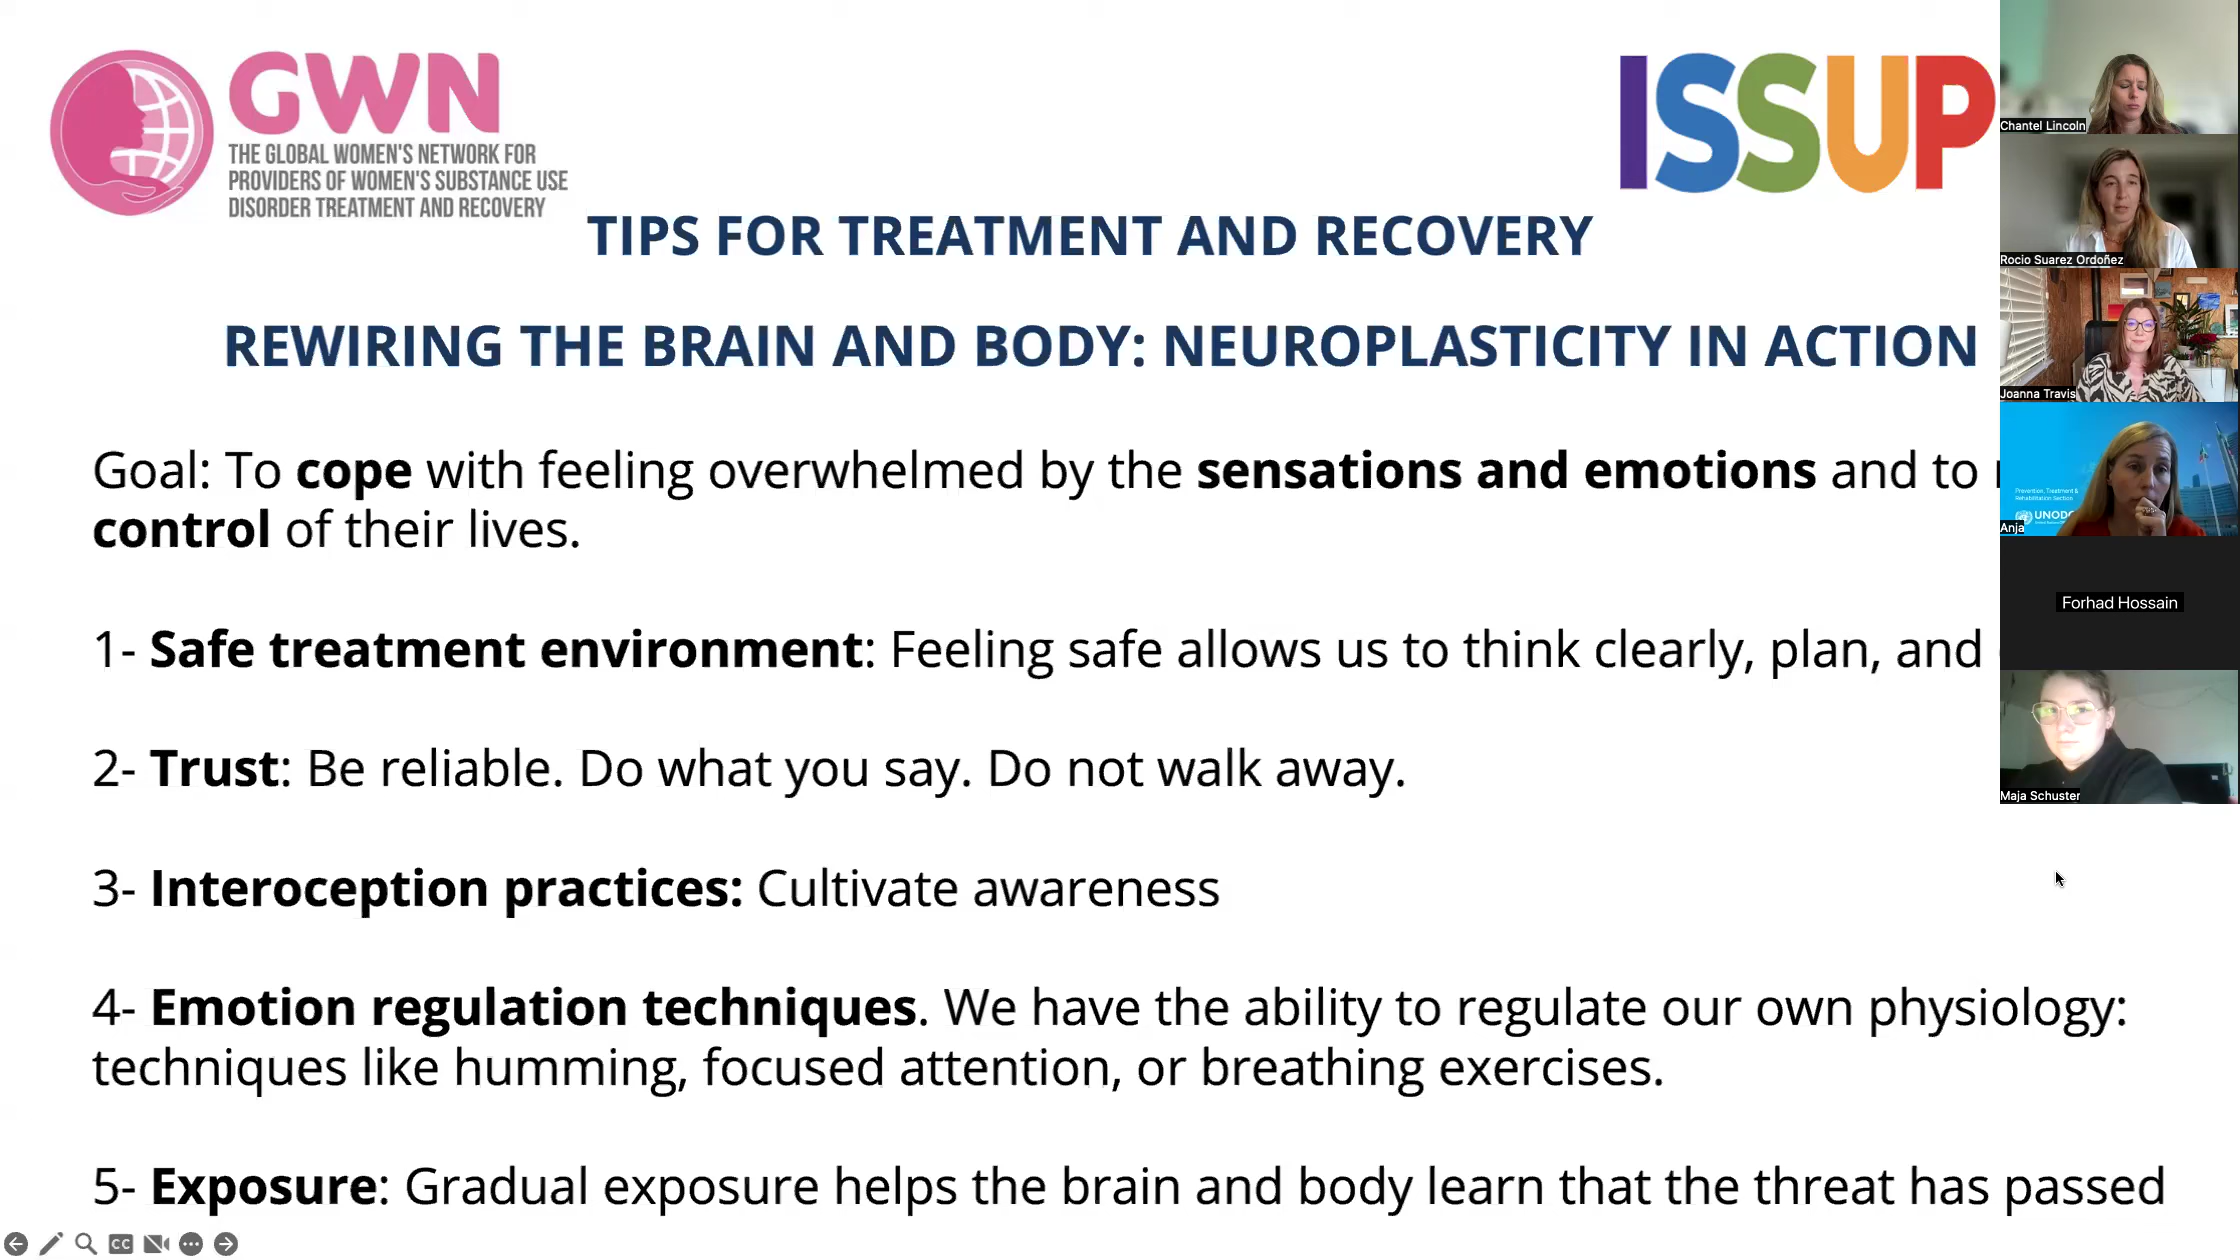 GWN
THE GLOBAL WOMEN'S NETWORK FOR
PROVIDERS OF WOMEN'S SUBSTANCE USE
DISORDER TREATMENT AND RECOVERY
ISSUP
TIPS FOR TREATMENT AND RECOVERY
REWIRING THE BRAIN AND BODY: NEUROPLASTICITY IN ACTION
Goal: To cope with feeling overwhelmed by the sensations and emotions and to
control of their lives.
1- Safe treatment environment: Feeling safe allows us to think clearly, plan, and
2- Trust: Be reliable. Do what you say. Do not walk away.
3- Interoception practices: Cultivate awareness
4- Emotion regulation techniques. We have the ability to regulate our own physiology:
techniques like humming, focused attention, or breathing exercises.
5- Exposure: Gradual exposure helps the brain and body learn that the threat has passed
Chantel Lincoln
Rocio Suarez Ordoñez
Joanna Travis
Prevention, Treatment &
Rehabilitation Section
UNODC
Anja
Forhad Hossain
Maja Schuster
CC